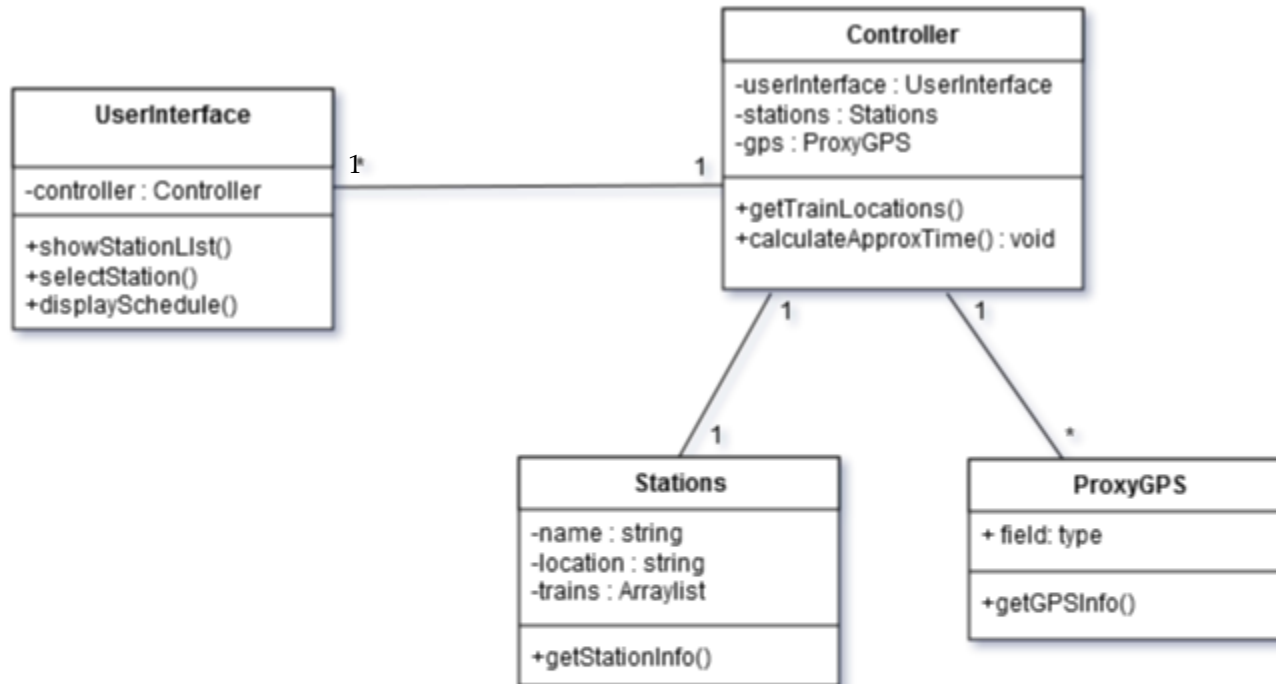 UserInterface
-controller : Controller
+showStationLIst()
+selectStation()
+displaySchedule()
1*
1
Controller
-userInterface : UserInterface
-stations : Stations
-gps : ProxyGPS
+getTrainLocations()
+calculateApproxTime() : void
1
1
1
*
Stations
-name : string
-location : string
-trains : Arraylist
+getStationInfo()
ProxyGPS
+ field: type
+getGPSInfo()